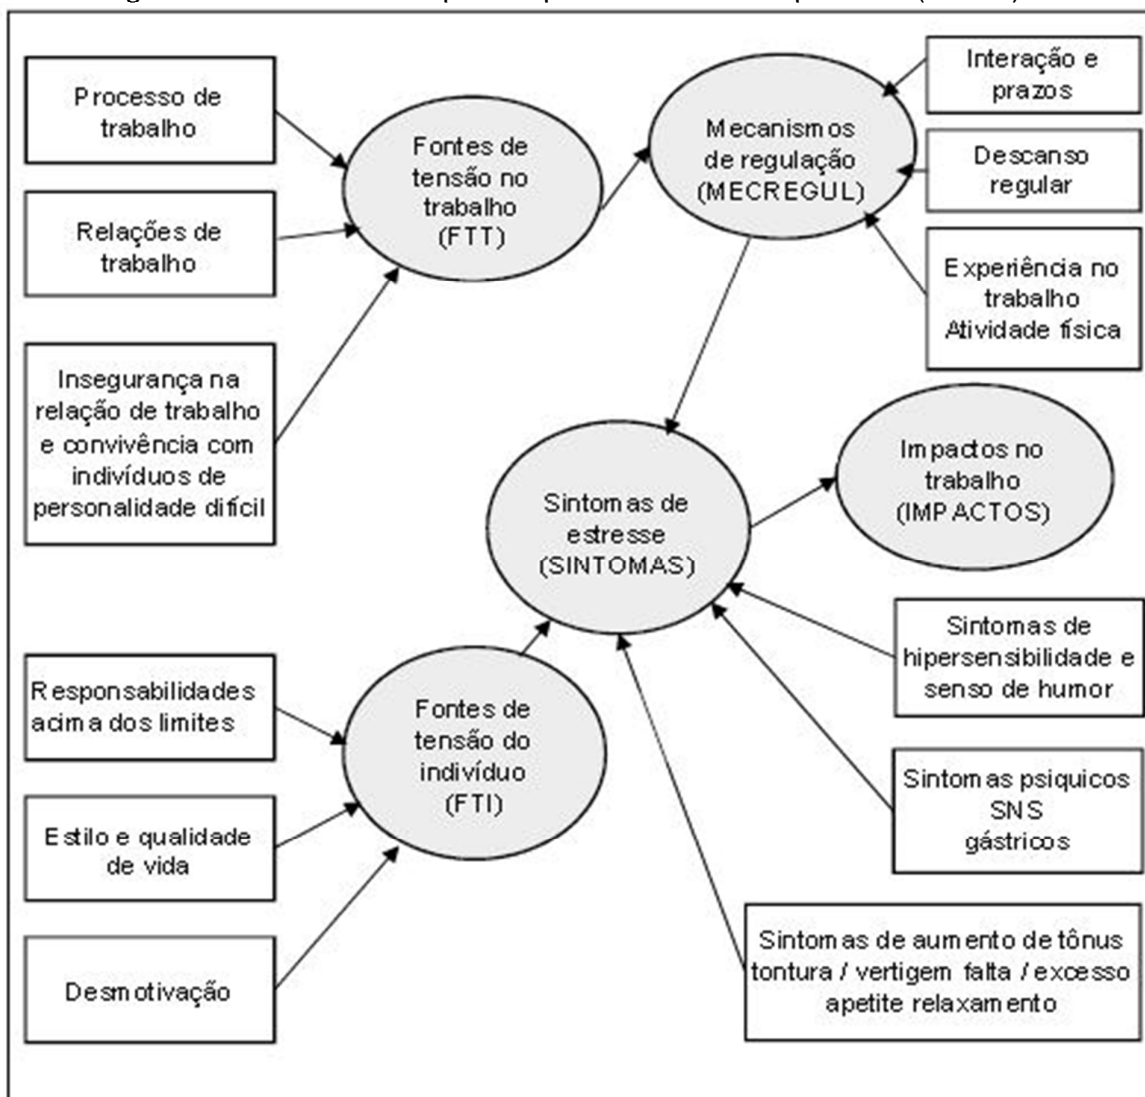 Processo de
trabalho
Relações de
trabalho
Insegurança na
relação de trabalho
e convivência com
indivíduos de
personalidade difícil
Fontes de
tensão no
trabalho
(FTT)
Mecanismos
de regulação
(MECREGUL)
Interação e
prazos
Descanso
regular
Experiência no
trabalho
Atividade física
Sintomas de
estresse
(SINTOMAS)
Impactos no
trabalho
(IMPACTOS)
Responsabilidades
acima dos limites
Estilo e qualidade
de vida
Desmotivação
Fontes de
tensão do
indivíduo
(FTI)
Sintomas de
hipersensibilidade e
senso de humor
Sintomas psiquicos
SNS
gástricos
Sintomas de aumento de tônus
tontura / vertigem falta / excesso
apetite relaxamento